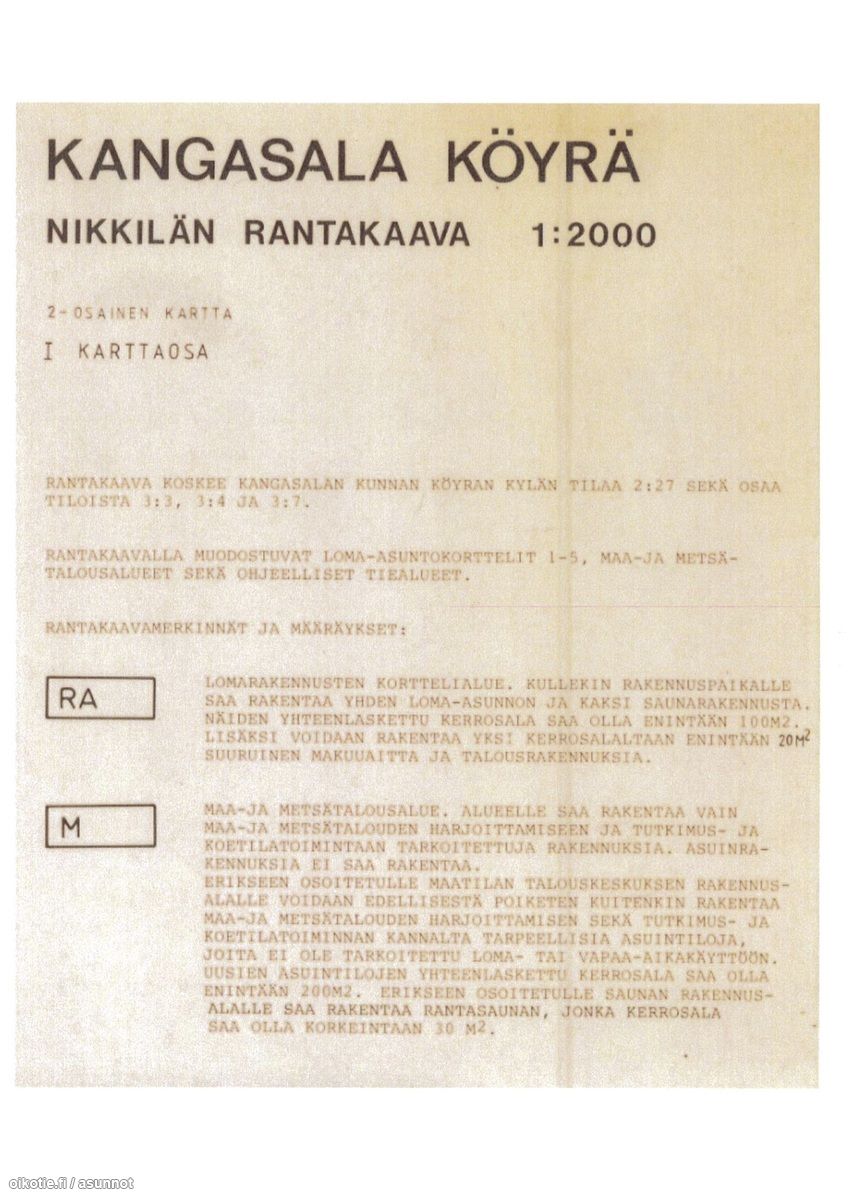 KANGASALA KÖYRÄ
NIKKILÄN RANTAKAAVA 1:2000
2-OSAINEN KARTTA
I KARTTAOSA
RANTAKAAVA KOSKEE KANGASALAN KUNNAN KÖYRAN KYLÄN TILAA 2:27 SEKÄ OSAA
TILOISTA 3:3, 3:4 JA 3:7.
RANTAKAAVALLA MUODOSTUVAT LOMA-ASUNTOKORTTELIT 1-5, MAA-JA METSÄ-
TALOUSALUEET SEKÄ OHJEELLISET TIEALUEET.
RANTAKAAVAMERKINNÄT JA MÄÄRÄYKSET:
RA
LOMARAKENNUSTEN KORTTELIALUE. KULLEKIN RAKENNUSPAIKALLE
SAA RAKENTAA YHDEN LOMA-ASUNNON JA KAKSI SAUNARAKENNUSTA.
NÄIDEN YHTEENLASKETTU KERROSALA SAA OLLA ENINTÄÄN 100M2.
LISÄKSI VOIDAAN RAKENTAA YKSI KERROSALALTAAN ENINTÄÄN 20M²
SUURUINEN MAKUUAITTA JA TALOUSRAKENNUKSIA.
M
MAA-JA METSÄTALOUSALUE. ALUEELLE SAA RAKENTAA VAIN
MAA-JA METSÄTALOUDEN HARJOITTAMISEEN JA TUTKIMUS- JA
KOETILATOIMINTAAN TARKOITETTUJA RAKENNUKSIA. ASUINRA-
KENNUKSIA EI SAA RAKENTAA.
ERIKSEEN OSOITETULLE MAATILAN TALOUSKESKUKSEN RAKENNUS-
ALALLE VOIDAAN EDELLISESTÄ POIKETEN KUITENKIN RAKENTAA
MAA-JA METSÄTALOUDEN HARJOITTAMISEN SEKÄ TUTKIMUS- JA
KOETILATOIMINNAN KANNALTA TARPEELLISIA ASUINTILOJA,
JOITA EI OLE TARKOITETTU LOMA- TAI VAPAA-AIKAKÄYTTÖÖN.
UUSIEN ASUINTILOJEN YHTEENLASKETTU KERROSALA SAA OLLA
ENINTÄÄN 200M2. ERIKSEEN OSOITETULLE SAUNAN RAKENNUS-
ALALLE SAA RAKENTAA RANTASAUNAN, JONKA KERROSALA
SAA OLLA KORKEINTAAN 30 M².
oikotie.fi / asunnot